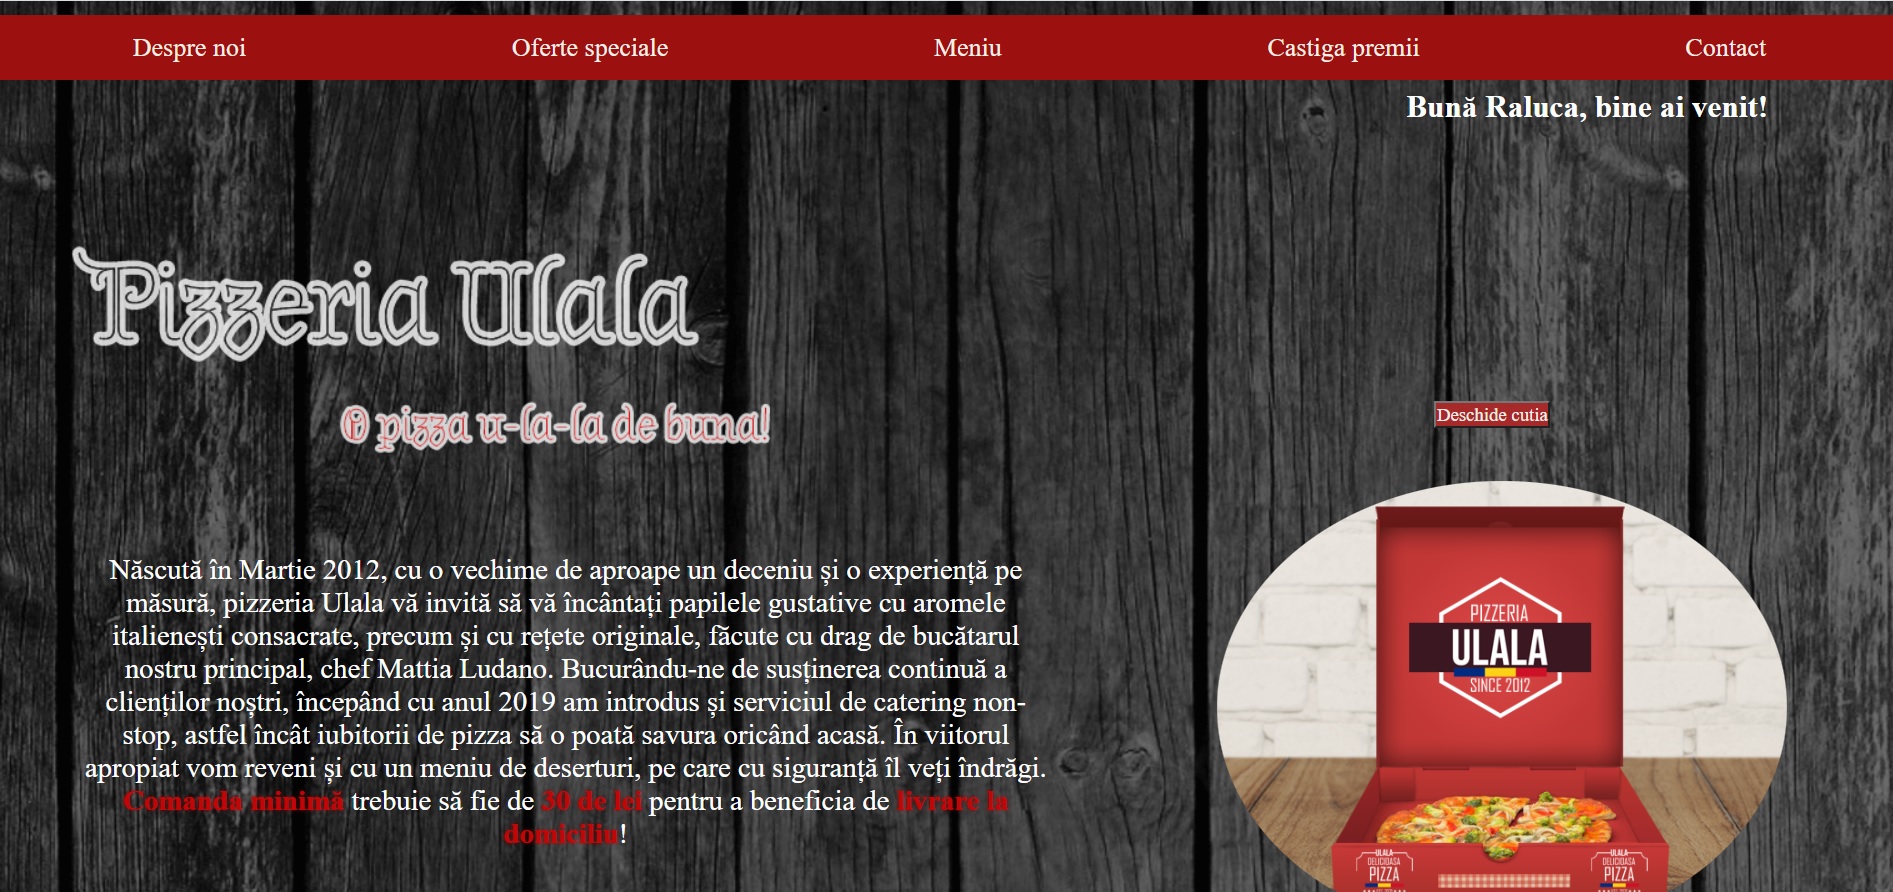 Despre noi
Oferte speciale
Meniu
Castiga premii
Contact
Bună Raluca, bine ai venit!
Pizzeria Ulala
O pizza u-la-la de buna!
Născută în Martie 2012, cu o vechime de aproape un deceniu și o experiență pe
măsură, pizzeria Ulala vă invită să vă încântați papilele gustative cu aromele
italienești consacrate, precum și cu rețete originale, făcute cu drag de bucătarul
nostru principal, chef Mattia Ludano. Bucurându-ne de susținerea continuă a
clienților noștri, începând cu anul 2019 am introdus și serviciul de catering non-
stop, astfel încât iubitorii de pizza să o poată savura oricând acasă. În viitorul
apropiat vom reveni și cu un meniu de deserturi, pe care cu siguranță îl veți îndrăgi.
Comanda minimă trebuie să fie de 30 de lei pentru a beneficia de livrare la
domiciliu!
Deschide cutia
PIZZERIA
ULALA
SINCE 2012
ULALA
DELICIOASA
PIZZA
ULALA
DELICIOASA
PIZZA